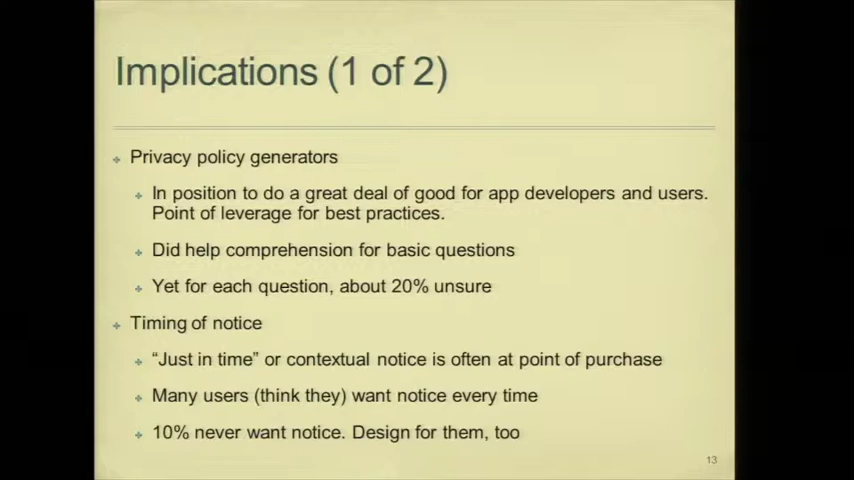 Implications (1 of 2)
Privacy policy generators
In position to do a great deal of good for app developers and users.
Point of leverage for best practices.
Did help comprehension for basic questions
Yet for each question, about 20% unsure
Timing of notice
“Just in time” or contextual notice is often at point of purchase
Many users (think they) want notice every time
10% never want notice. Design for them, too
13